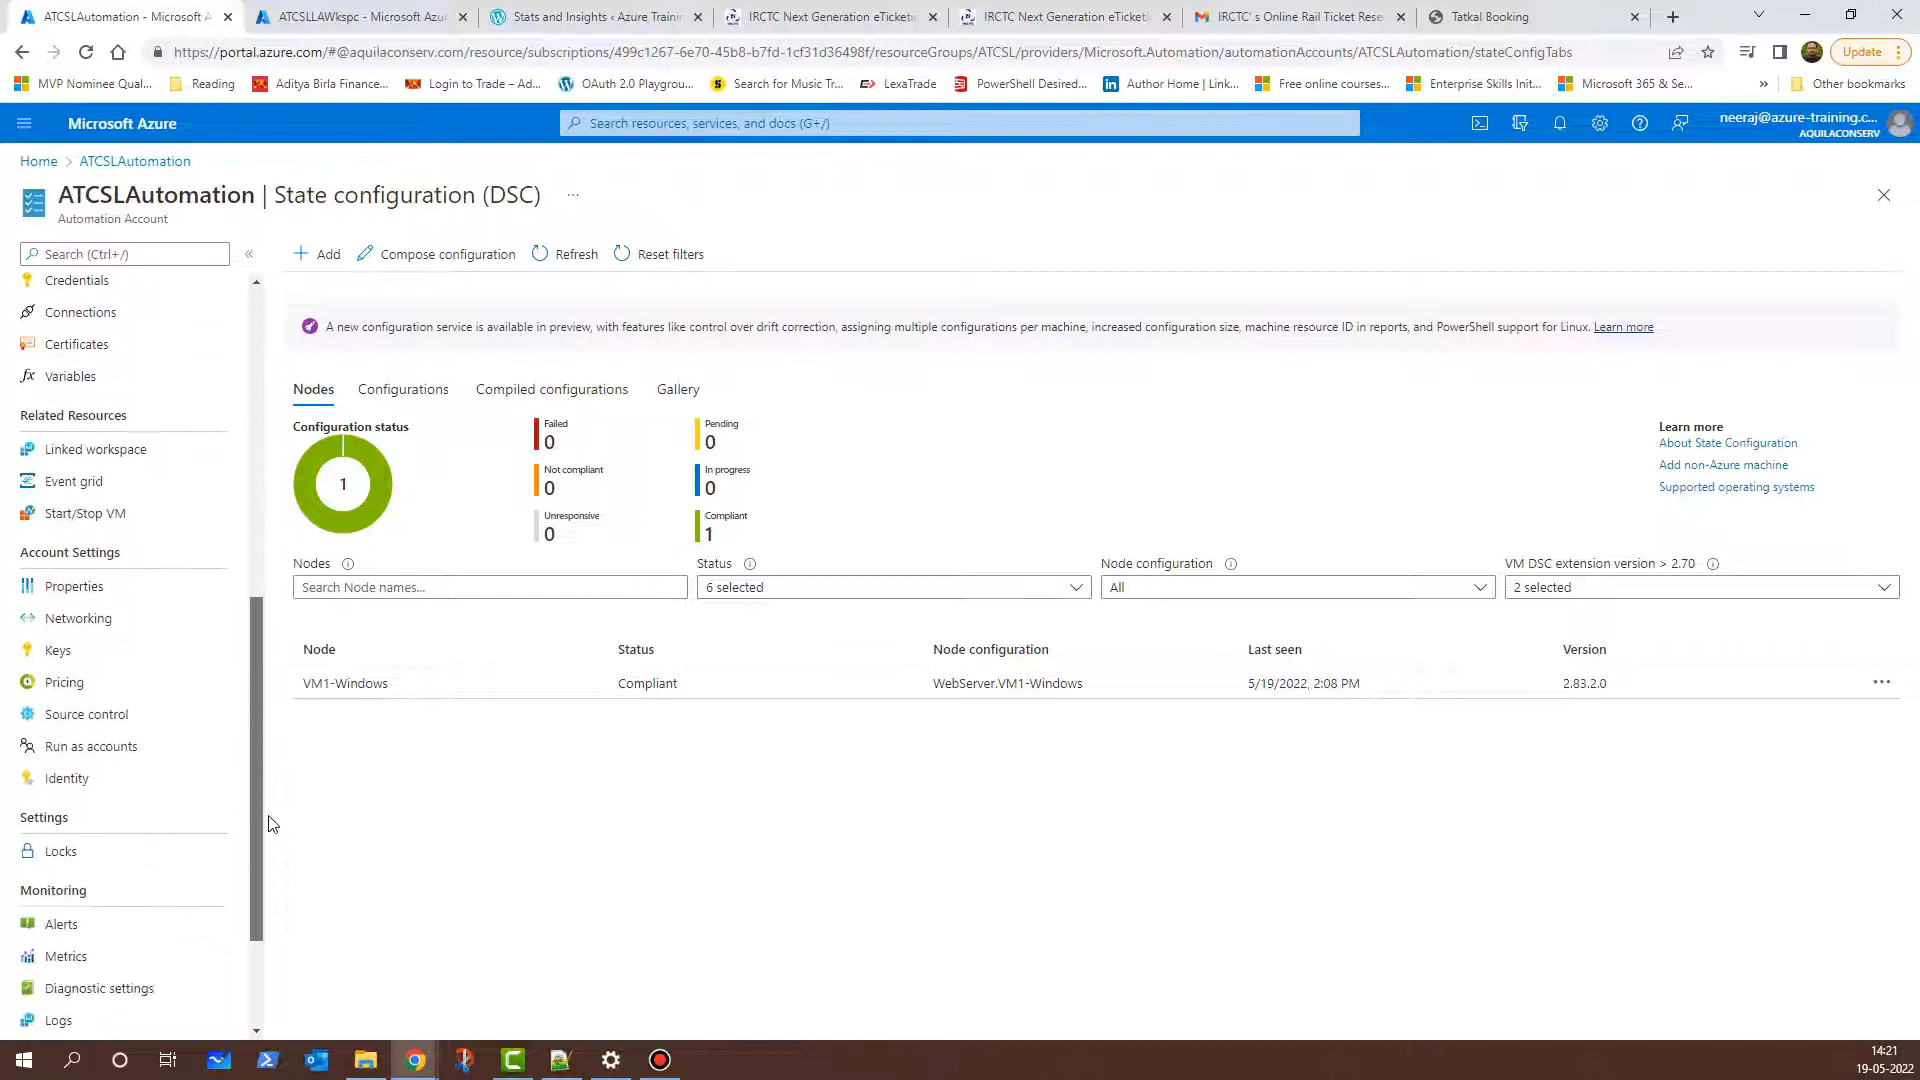 ATCSLAutomation - Microsoft A
ATCSLLAWkspc - Microsoft Azur
Stats and Insights ‹ Azure Trainin
IRCTC Next Generation eTicketi
IRCTC Next Generation eTicketi
IRCTC' s Online Rail Ticket Rese
Tatkal Booking
https://portal.azure.com/#@aquilaconserv.com/resource/subscriptions/499c1267-6e70-45b8-b7fd-1cf31d36498f/resourceGroups/ATCSL/providers/Microsoft.Automation/automationAccounts/ATCSLAutomation/stateConfigTabs
Update
MVP Nominee Qual...
Reading
Aditya Birla Finance...
Login to Trade – Ad...
OAuth 2.0 Playgrou...
Search for Music Tr...
LexaTrade
PowerShell Desired...
Author Home | Link...
Free online courses...
Enterprise Skills Init...
Microsoft 365 & Se...
»
Other bookmarks
Microsoft Azure
Search resources, services, and docs (G+/)
neeraj@azure-training.c...
AQUILACONSERV
Home > ATCSLAutomation
ATCSLAutomation | State configuration (DSC) ...
Automation Account
Search (Ctrl+/)
«
Credentials
Connections
Certificates
Variables
Related Resources
Linked workspace
Event grid
Start/Stop VM
Account Settings
Properties
Networking
Keys
Pricing
Source control
Run as accounts
Identity
Settings
Locks
Monitoring
Alerts
Metrics
Diagnostic settings
Logs
Add
Compose configuration
Refresh
Reset filters
A new configuration service is available in preview, with features like control over drift correction, assigning multiple configurations per machine, increased configuration size, machine resource ID in reports, and PowerShell support for Linux. Learn more
Nodes
Configurations
Compiled configurations
Gallery
Configuration status
1
Failed
0
Pending
0
Not compliant
0
In progress
0
Unresponsive
0
Compliant
1
Learn more
About State Configuration
Add non-Azure machine
Supported operating systems
Nodes
Search Node names...
Status
6 selected
Node configuration
All
VM DSC extension version > 2.70
2 selected
Node Status Node configuration Last seen Version
VM1-Windows Compliant WebServer.VM1-Windows 5/19/2022, 2:08 PM 2.83.2.0 ...
14:21
19-05-2022